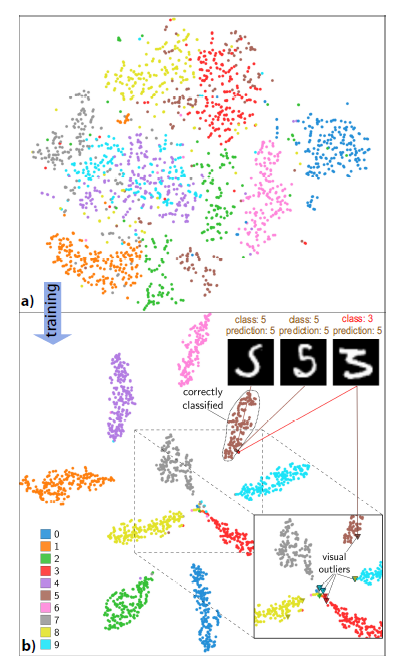 a)
training
class: 5
prediction: 5
class: 5
prediction: 5
class: 3
prediction: 5
correctly
classified
visual
outliers
0
1
2
3
4
5
6
7
8
9
b)